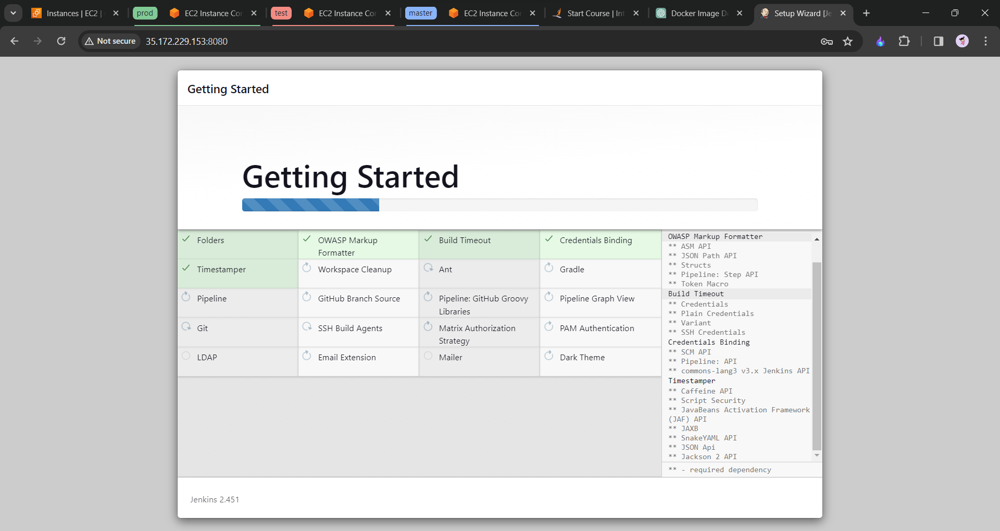 Instances | EC2 |
prod
EC2 Instance Cor
test
EC2 Instance Cor
master
EC2 Instance Cor
Start Course | Int
Docker Image De
Setup Wizard [Je
Not secure
35.172.229.153:8080
Getting Started
Getting Started
Folders
OWASP Markup
Formatter
Build Timeout
Credentials Binding
Timestamper
Workspace Cleanup
Ant
Gradle
Pipeline
GitHub Branch Source
Pipeline: GitHub Groovy
Libraries
Pipeline Graph View
Git
SSH Build Agents
Matrix Authorization
Strategy
PAM Authentication
LDAP
Email Extension
Mailer
Dark Theme
OWASP Markup Formatter
** ASM API
** JSON Path API
** Structs
** Pipeline: Step API
** Token Macro
Build Timeout
** Credentials
** Plain Credentials
** Variant
** SSH Credentials
Credentials Binding
** SCM API
** Pipeline: API
** commons-lang3 v3.x Jenkins API
Timestamper
** Caffeine API
** Script Security
** JavaBeans Activation Framework
(JAF) API
** JAXB
** SnakeYAML API
** JSON Api
** Jackson 2 API
** - required dependency
Jenkins 2.451